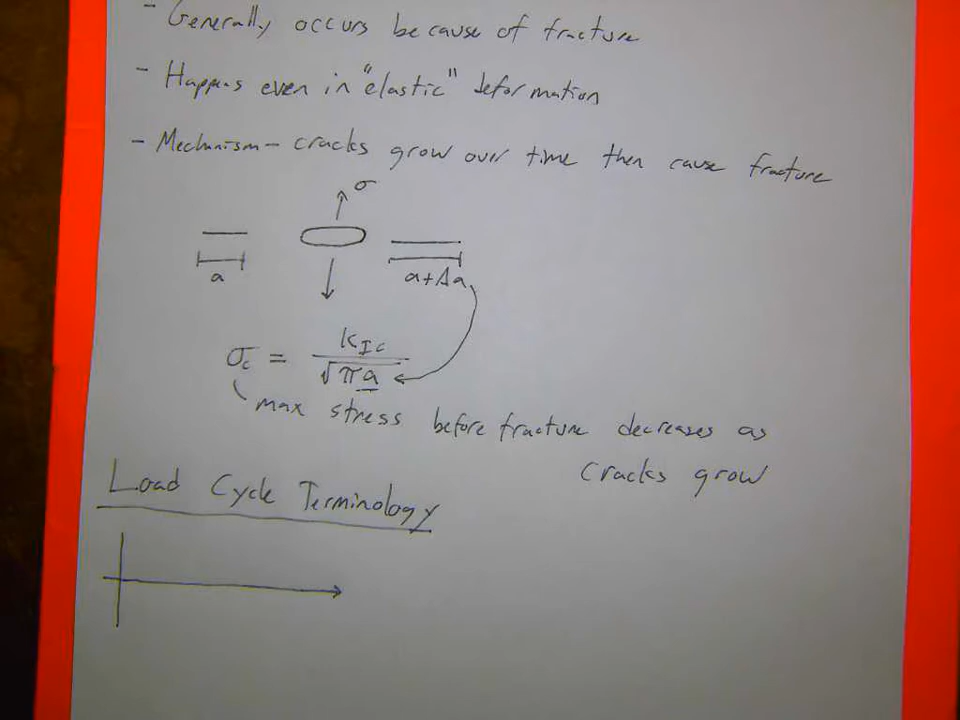 - Generally occurs because of fracture
- Happens even in "elastic" deformation
- Mechanism - cracks grow over time then cause fracture
σ
a
a+Δa
σc = KIc / √πa
max stress before fracture decreases as
cracks grow
Load Cycle Terminology